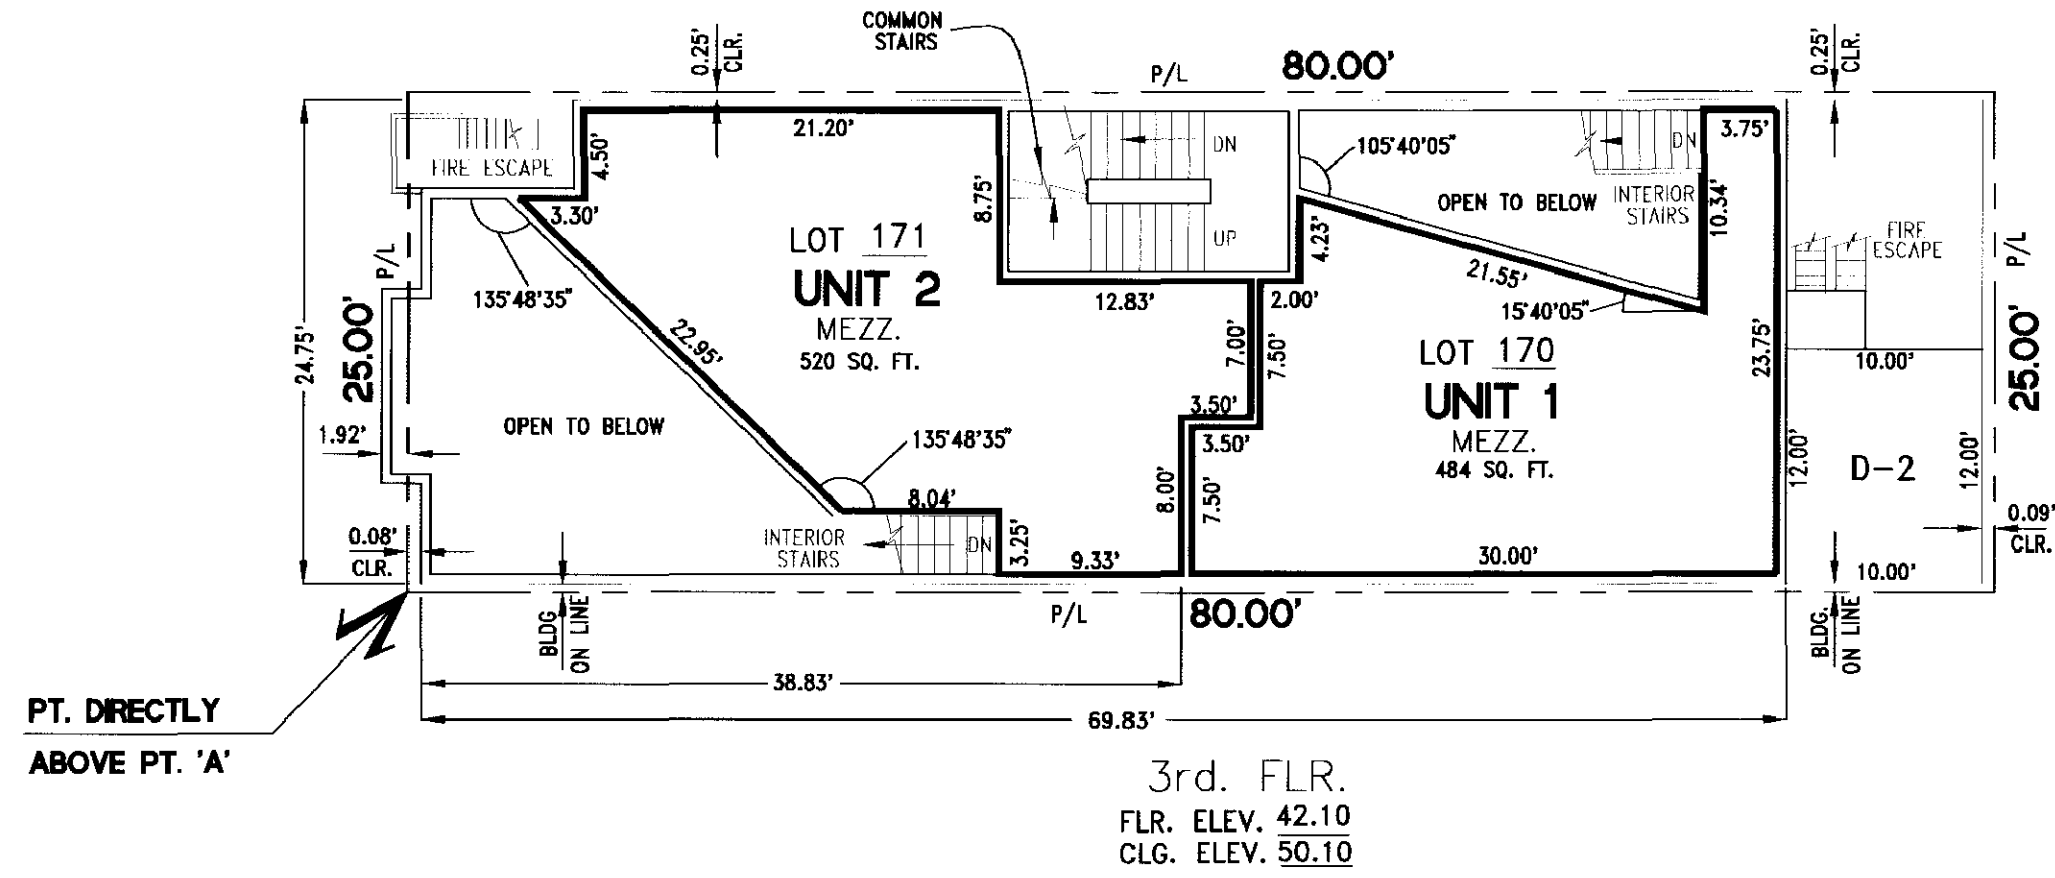 COMMON
STAIRS
0.25'
CLR.
P/L
80.00'
0.25'
CLR.
21.20'
3.75'
DN
105°40'05"
DN
FIRE ESCAPE
4.50'
8.75'
OPEN TO BELOW
INTERIOR
STAIRS
10.34'
3.30'
LOT 171
UNIT 2
MEZZ.
520 SQ. FT.
UP
4.23'
21.55'
FIRE
ESCAPE
P/L
P/L
135°48'35"
12.83'
2.00'
15°40'05"
24.75'
25.00'
22.95'
7.00'
7.50'
LOT 170
UNIT 1
MEZZ.
484 SQ. FT.
23.75'
10.00'
25.00'
OPEN TO BELOW
3.50'
3.50'
1.92'
135°48'35"
8.00'
7.50'
12.00'
D-2
12.00'
8.04'
0.08'
CLR.
INTERIOR
STAIRS
DN
3.25'
9.33'
30.00'
0.09'
CLR.
10.00'
BLDG
ON LINE
P/L
80.00'
BLDG.
ON LINE
38.83'
69.83'
PT. DIRECTLY
ABOVE PT. 'A'
3rd. FLR.
FLR. ELEV. 42.10
CLG. ELEV. 50.10